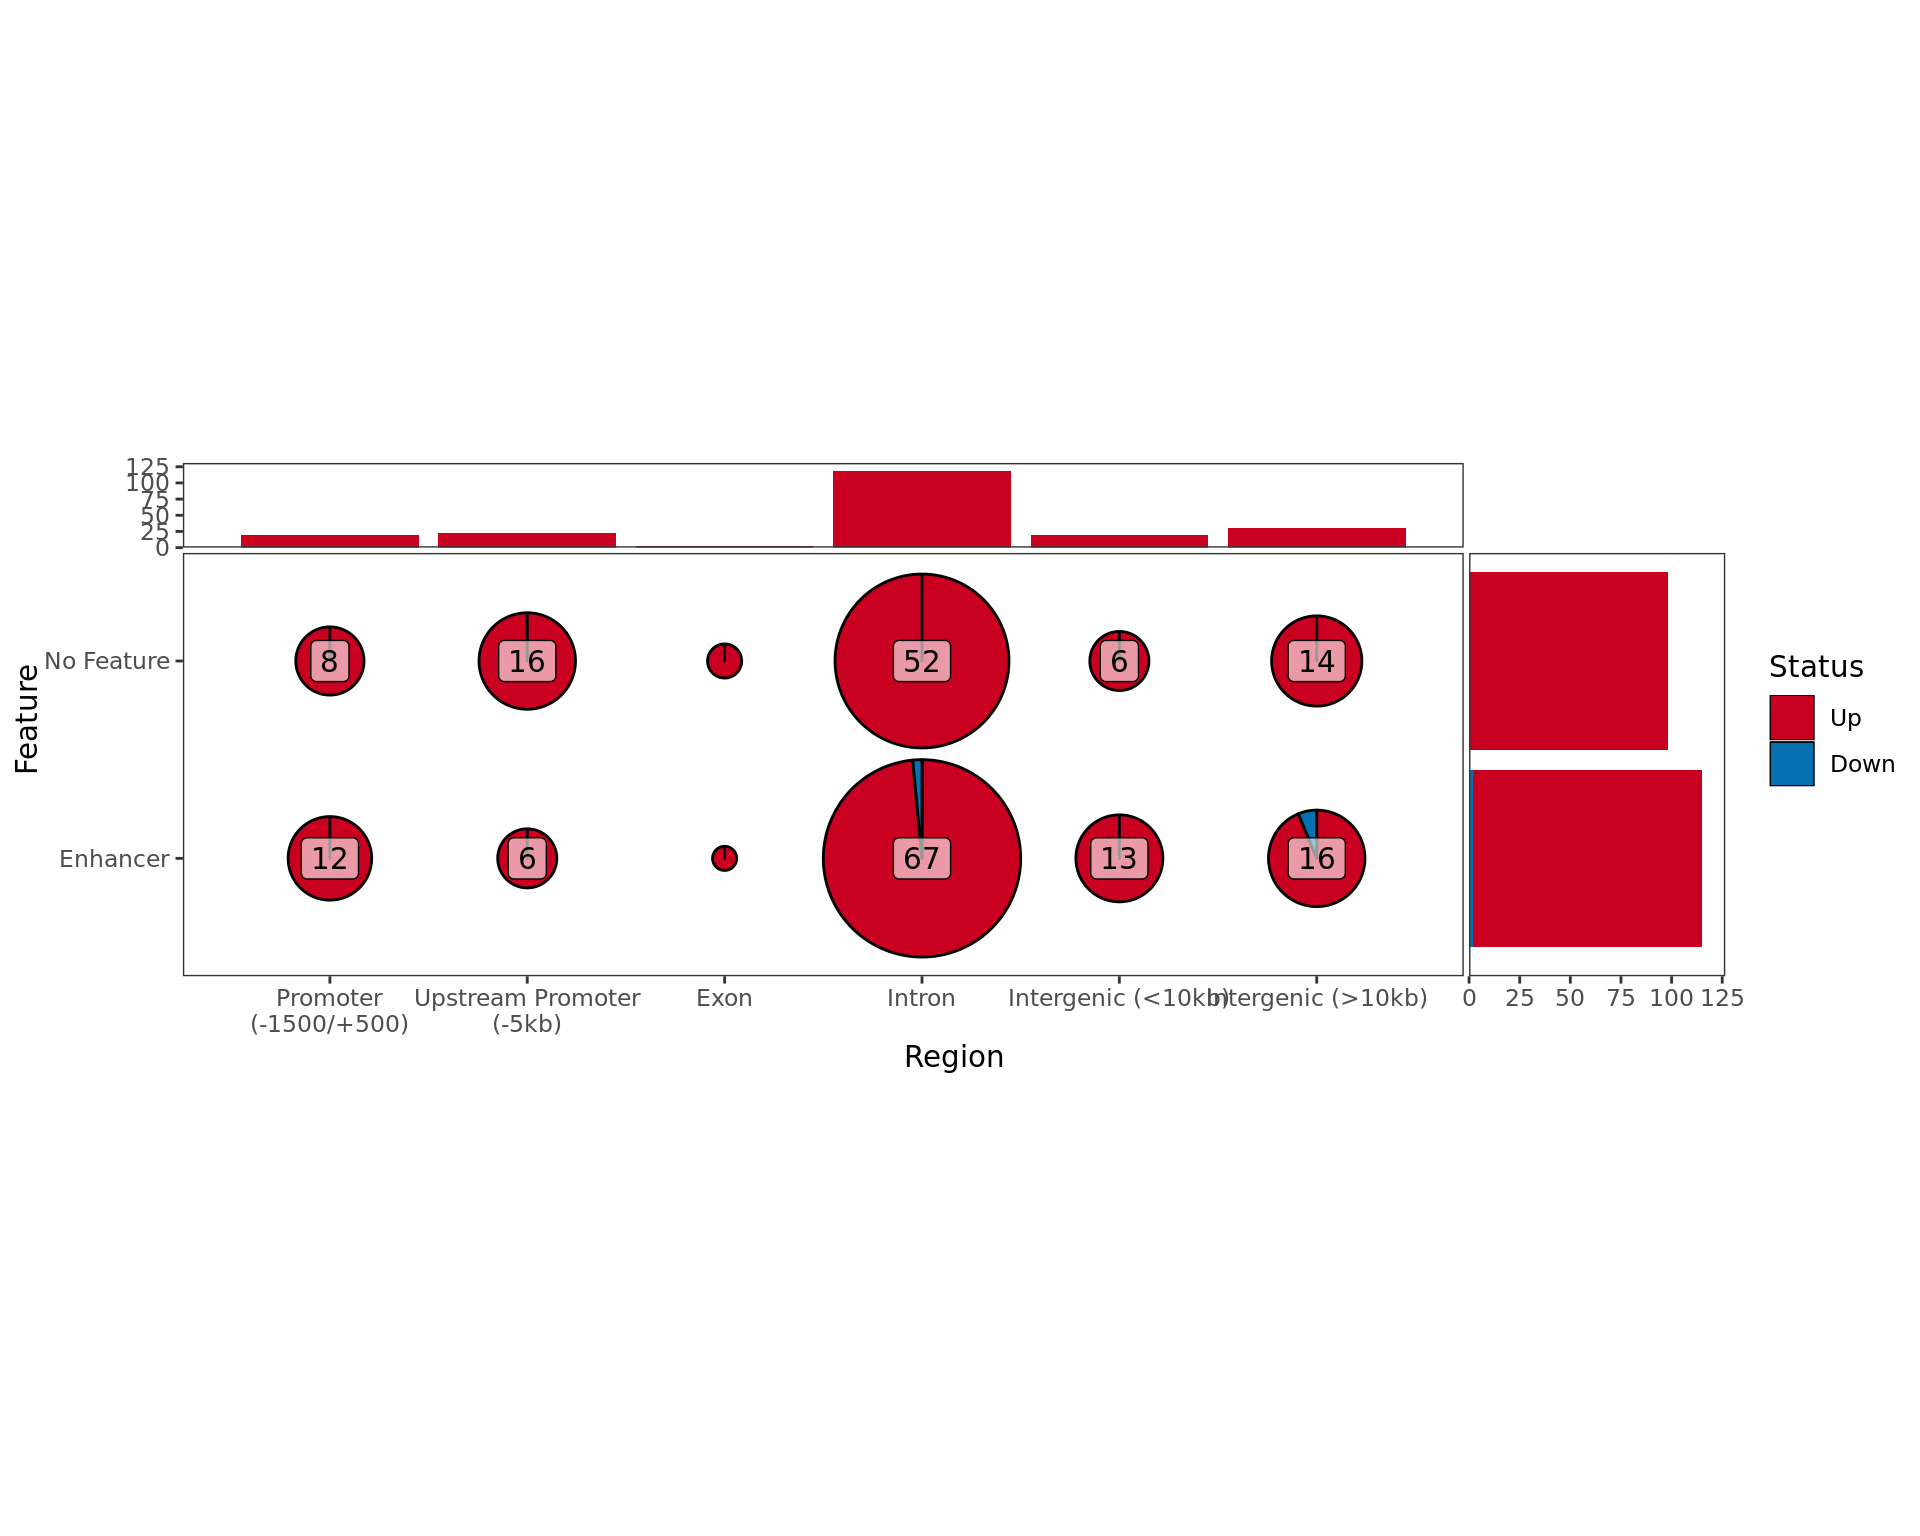 125
100
75
50
25
0
Feature
No Feature
8
16
52
6
14
Enhancer
12
6
67
13
16
Promoter
(-1500/+500)
Upstream Promoter
(-5kb)
Exon
Intron
Intergenic (<10kb)
Intergenic (>10kb)
0 25 50 75 100 125
Region
Status
Up
Down